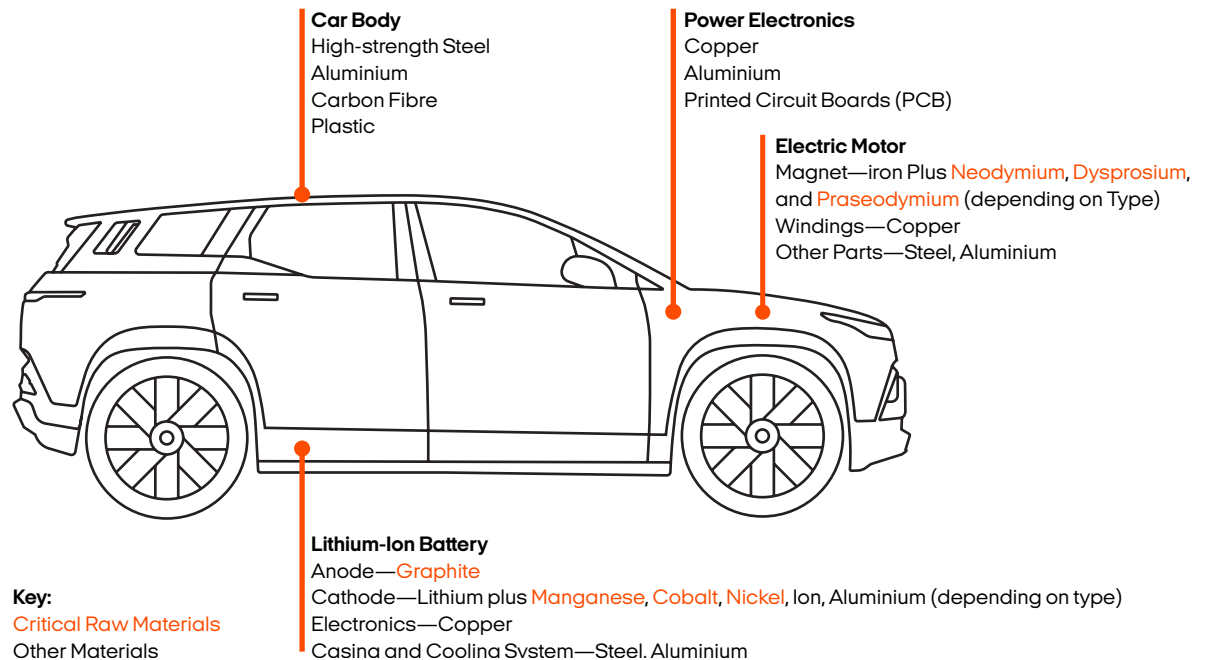 Car Body
High-strength Steel
Aluminium
Carbon Fibre
Plastic
Power Electronics
Copper
Aluminium
Printed Circuit Boards (PCB)
Electric Motor
Magnet—iron Plus Neodymium, Dysprosium,
and Praseodymium (depending on Type)
Windings—Copper
Other Parts—Steel, Aluminium
Lithium-Ion Battery
Anode—Graphite
Cathode—Lithium plus Manganese, Cobalt, Nickel, Ion, Aluminium (depending on type)
Electronics—Copper
Casing and Cooling System—Steel, Aluminium
Key:
Critical Raw Materials
Other Materials